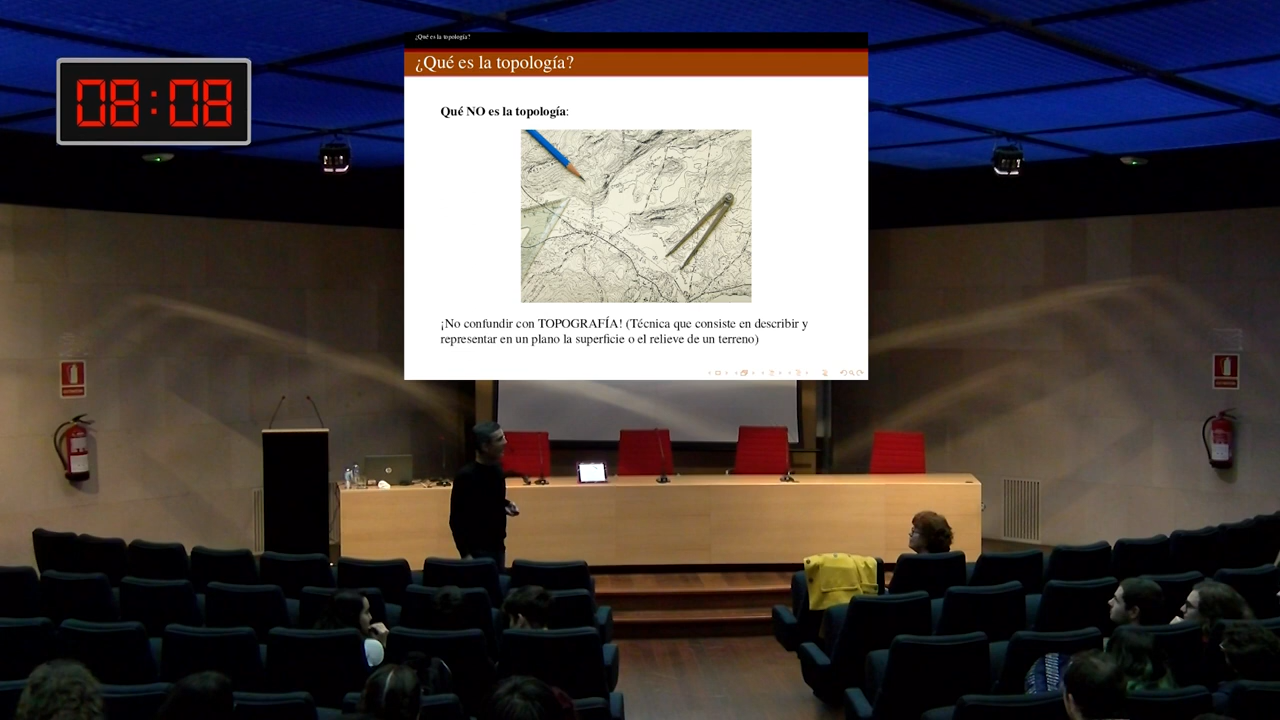 08:08
¿Qué es la topología?
¿Qué es la topología?
Qué NO es la topología:
¡No confundir con TOPOGRAFÍA! (Técnica que consiste en describir y
representar en un plano la superficie o el relieve de un terreno)